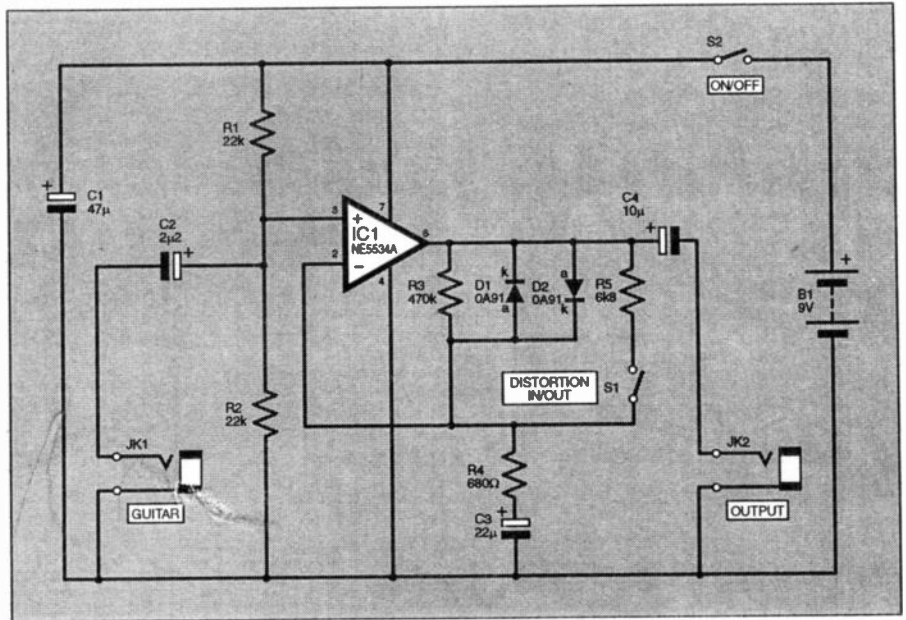 S2
ON/OFF
R1
22k
+
C1
47µ
C2
2µ2
+
3
+
7
IC1
NE5534A
2
−
4
6
C4
10µ
+
R3
470k
k
D1
0A91
a
a
D2
0A91
k
R5
6k8
+
B1
9V
DISTORTION
IN/OUT
S1
R2
22k
JK1
GUITAR
R4
680Ω
+
C3
22µ
JK2
OUTPUT